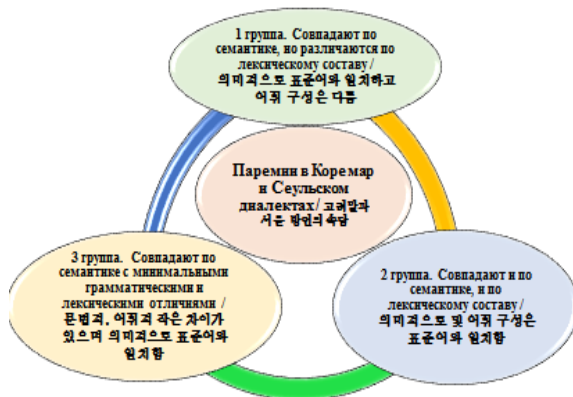 1 группа. Совпадают по
семантике, но различаются по
лексическому составу /
의미적으로 표준어와 일치하고
어휘 구성은 다름
Паремии в Коре мар
и Сеульском
диалектах/ 고려말과
서울 방언의 속담
3 группа. Совпадают по
семантике с минимальными
грамматическими и
лексическими отличиями /
문법적, 어휘적 작은 차이가
있으며 의미적으로 표준어와
일치함
2 группа. Совпадают и по
семантике, и по
лексическому составу /
의미적으로 및 어휘 구성은
표준어와 일치함